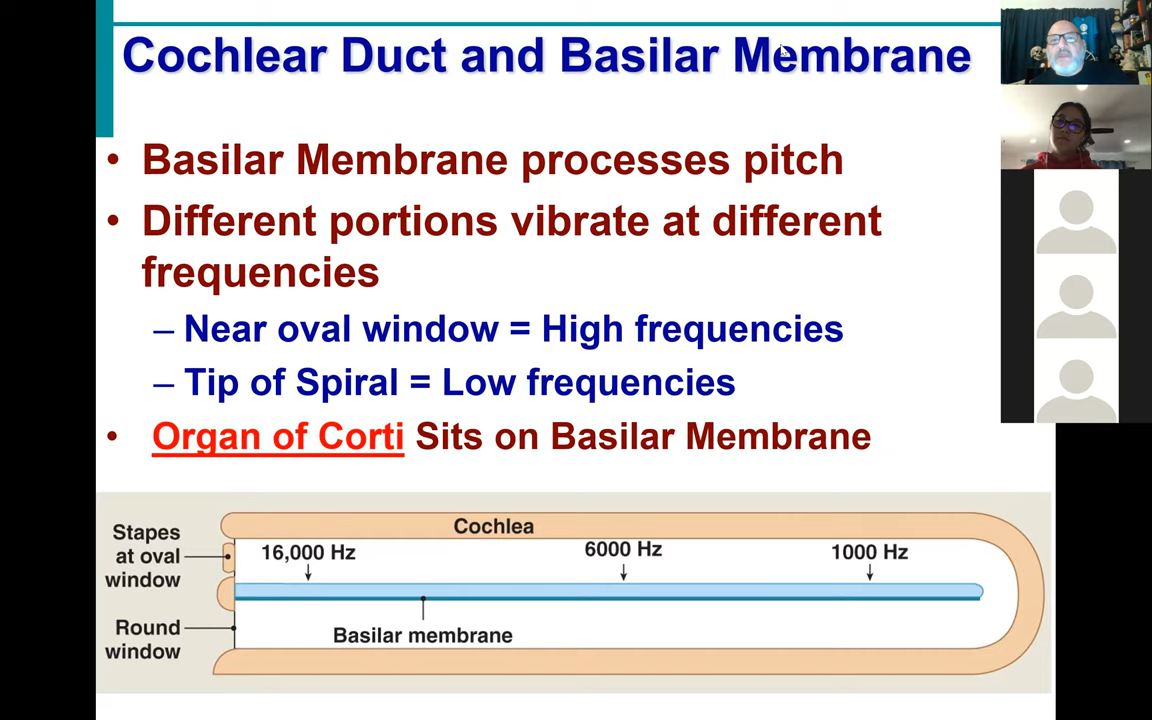 Cochlear Duct and Basilar Membrane
• Basilar Membrane processes pitch
• Different portions vibrate at different
frequencies
– Near oval window = High frequencies
– Tip of Spiral = Low frequencies
• Organ of Corti Sits on Basilar Membrane
Cochlea
Stapes
at oval
window
16,000 Hz
6000 Hz
1000 Hz
Basilar membrane
Round
window